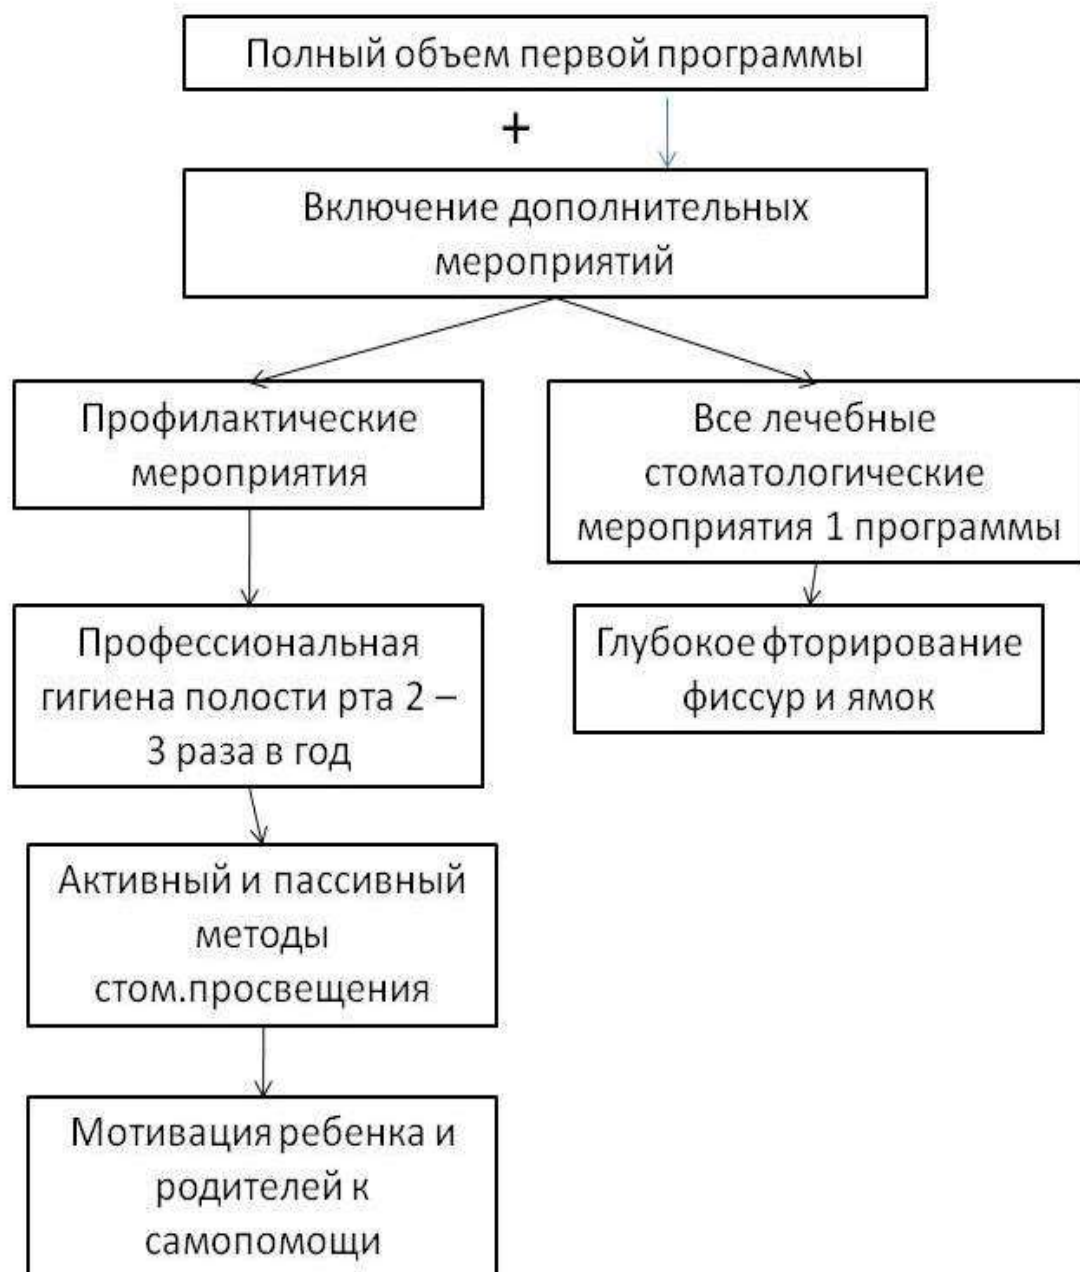 Полный объем первой программы
+
Включение дополнительных
мероприятий
Профилактические
мероприятия
Все лечебные
стоматологические
мероприятия 1 программы
Профессиональная
гигиена полости рта 2 –
3 раза в год
Глубокое фторирование
фиссур и ямок
Активный и пассивный
методы
стом.просвещения
Мотивация ребенка и
родителей к
самопомощи